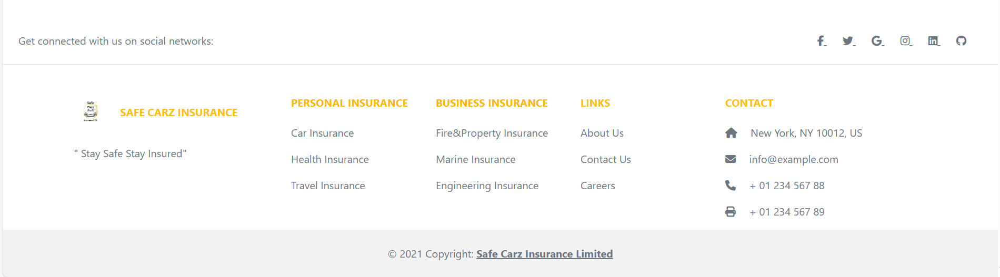 Get connected with us on social networks:
Safe
Carz
SAFE CARZ INSURANCE
" Stay Safe Stay Insured"
PERSONAL INSURANCE
Car Insurance
Health Insurance
Travel Insurance
BUSINESS INSURANCE
Fire&Property Insurance
Marine Insurance
Engineering Insurance
LINKS
About Us
Contact Us
Careers
CONTACT
New York, NY 10012, US
info@example.com
+ 01 234 567 88
+ 01 234 567 89
© 2021 Copyright: Safe Carz Insurance Limited